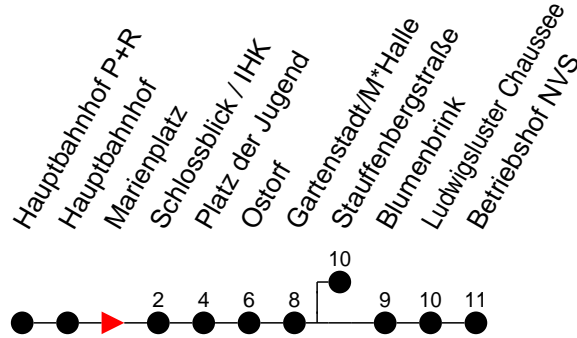 Hauptbahnhof P+R
Hauptbahnhof
Marienplatz
Schlossblick / IHK
Platz der Jugend
Ostorf
Gartenstadt/M*Halle
Stauffenbergstraße
Blumenbrink
Ludwigsluster Chaussee
Betriebshof NVS
10
2 4 6 8 9 10 11